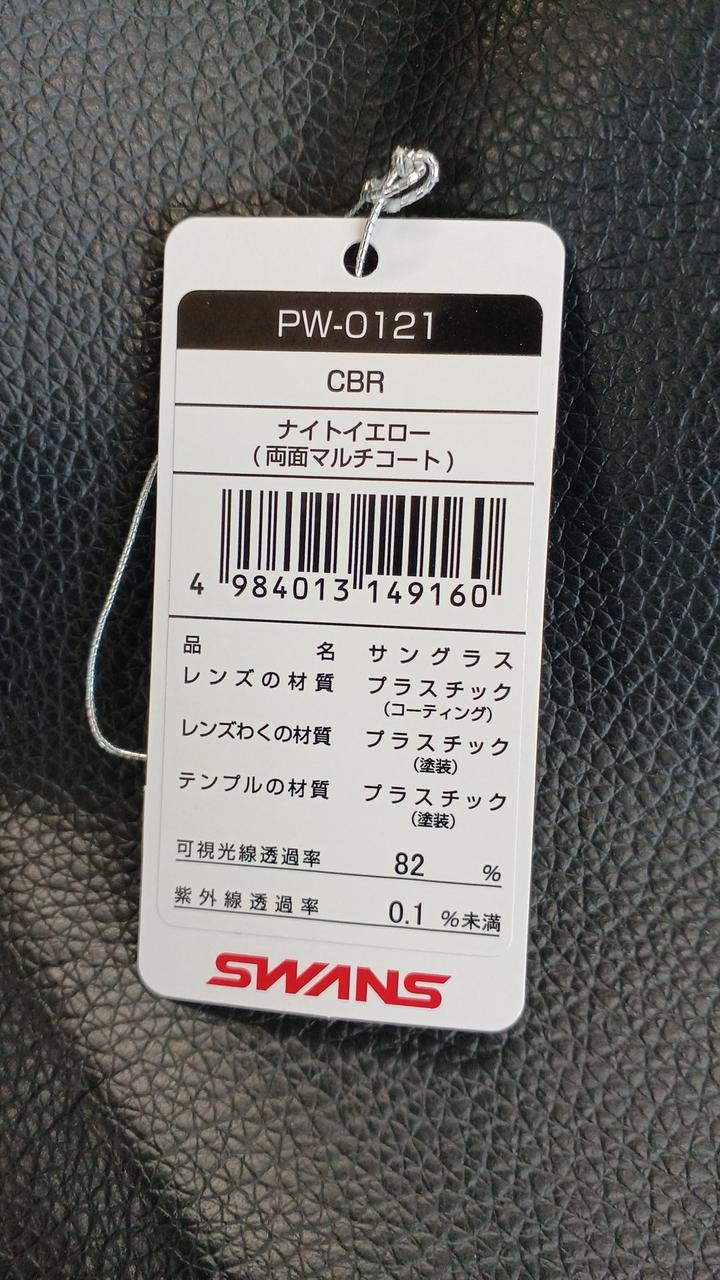 PW-0121
CBR
ナイトイエロー
(両面マルチコート)
4 984013 149160
品名 サングラス
レンズの材質 プラスチック
(コーティング)
レンズわくの材質 プラスチック
(塗装)
テンプルの材質 プラスチック
(塗装)
可視光線透過率 82 %
紫外線透過率 0.1 %未満
SWANS